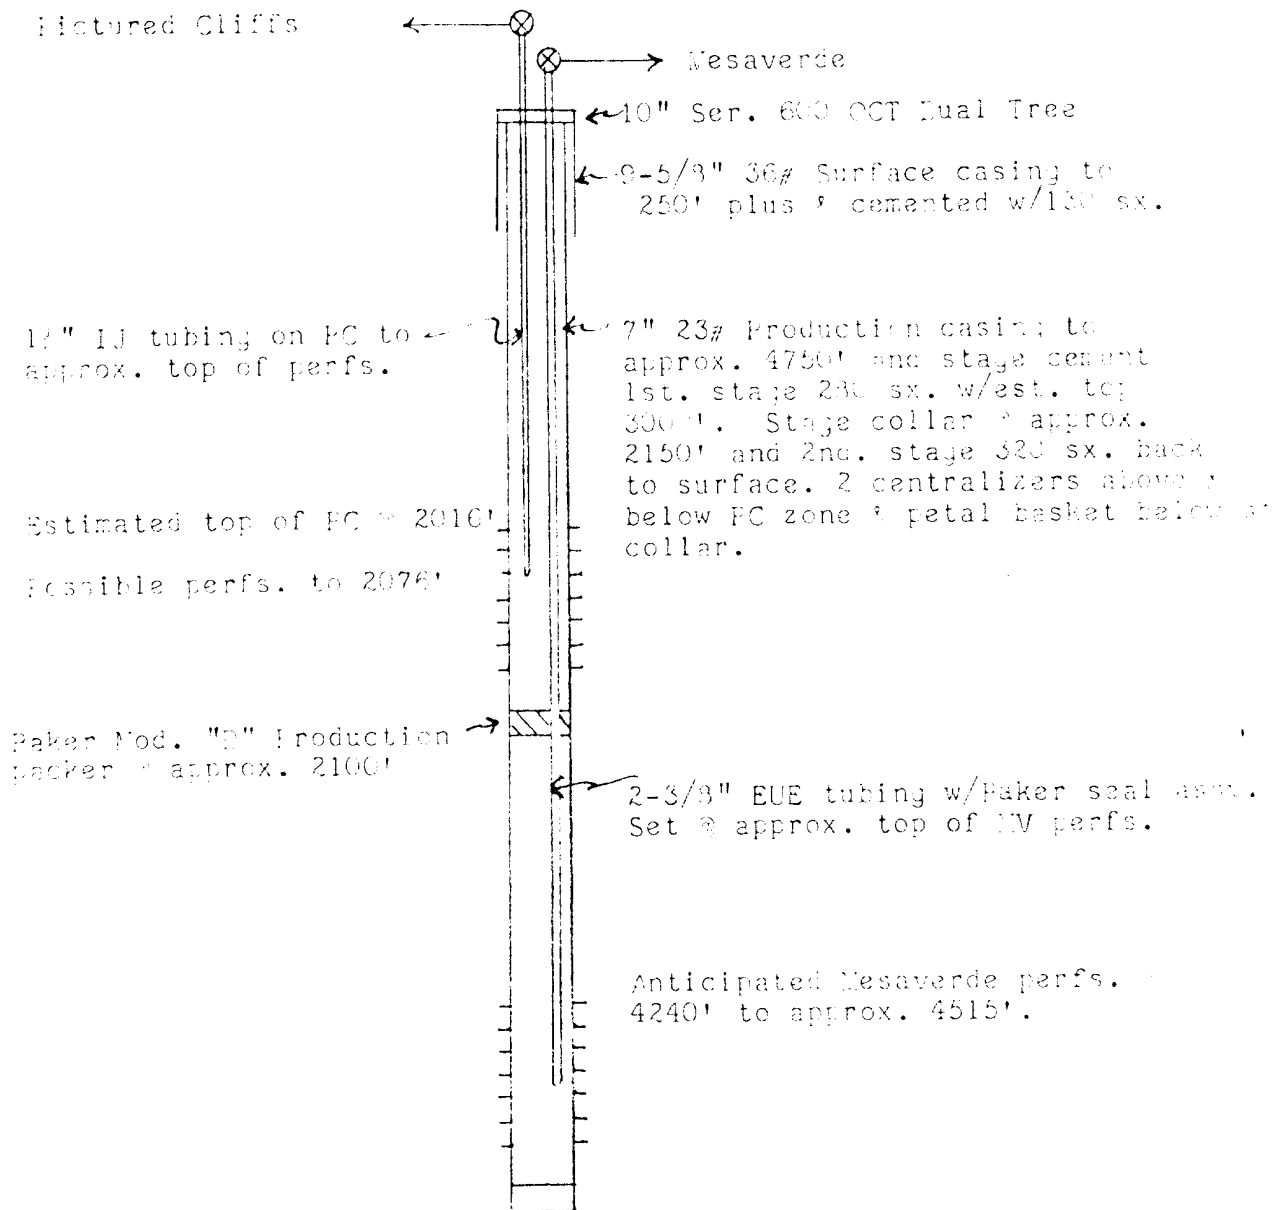 Pictured Cliffs
Mesaverde
10" Ser. 600 OCT Dual Tree
9-5/8" 36# Surface casing to
250' plus & cemented w/130 sx.
IJ tubing on PC to
approx. top of perfs.
7" 23# Production casing to
approx. 4750' and stage cement
1st. stage 280 sx. w/est. top
3000'. Stage collar @ approx.
2150' and 2nd. stage 320 sx. back
to surface. 2 centralizers above &
below PC zone & petal basket below
collar.
Estimated top of PC @ 2016'
Possible perfs. to 2076'
Baker Mod. "D" Production
packer @ approx. 2100'
2-3/8" EUE tubing w/Baker seal assy.
Set @ approx. top of MV perfs.
Anticipated Mesaverde perfs.
4240' to approx. 4515'.